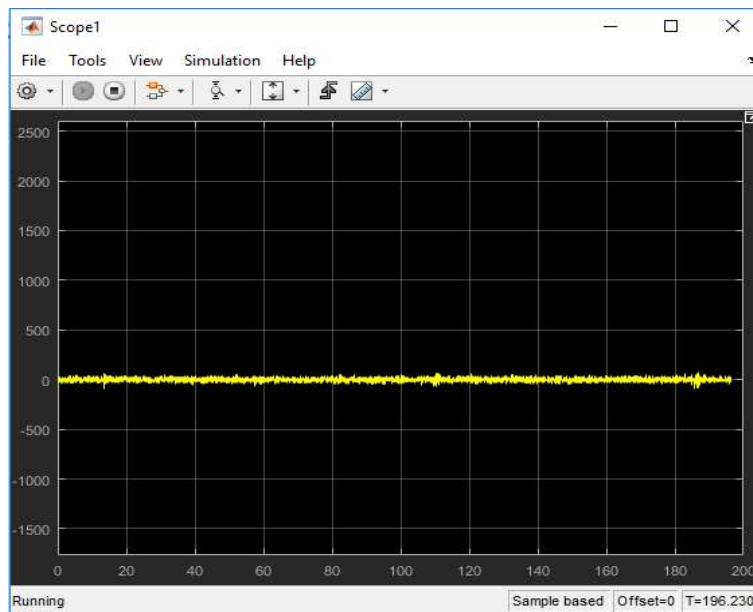 Scope1
File Tools View Simulation Help
2500
2000
1500
1000
500
0
-500
-1000
-1500
0 20 40 60 80 100 120 140 160 180 200
Running Sample based Offset=0 T=196.230